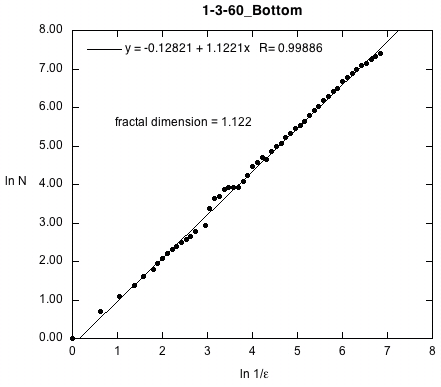 1-3-60_Bottom
8.00
y = -0.12821 + 1.1221x R= 0.99886
7.00
6.00
fractal dimension = 1.122
5.00
ln N
4.00
3.00
2.00
1.00
0.00
0 1 2 3 4 5 6 7 8
ln 1/ε